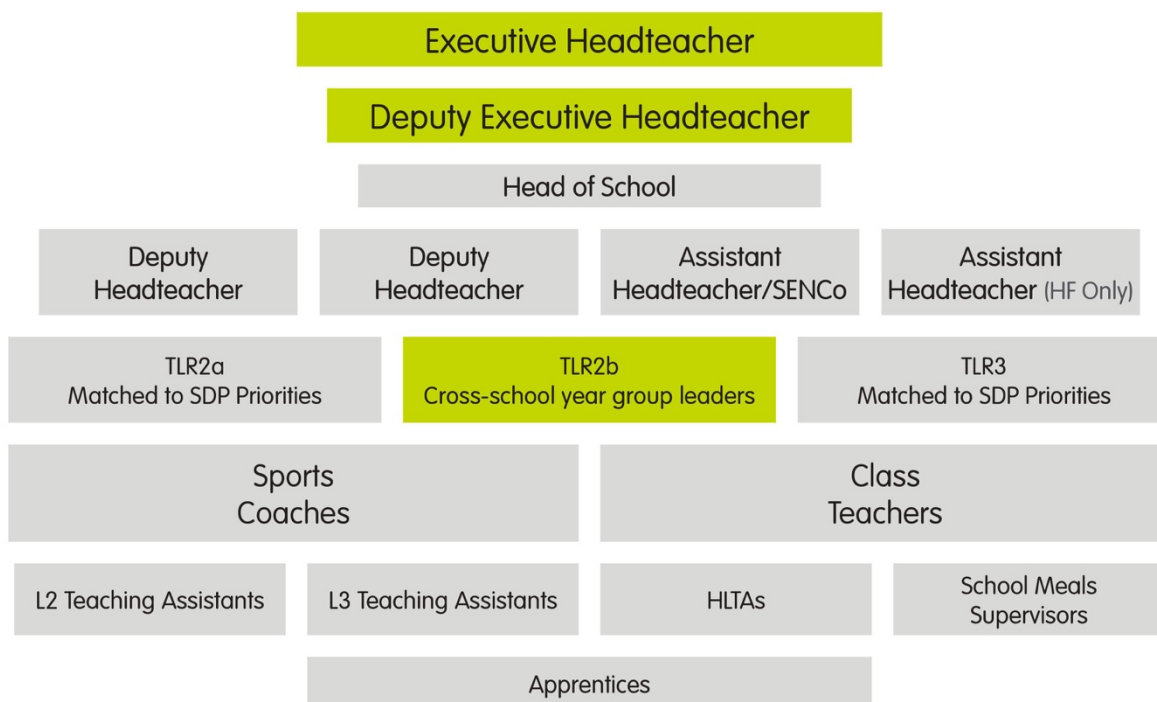 Executive Headteacher
Deputy Executive Headteacher
Head of School
Deputy
Headteacher
Deputy
Headteacher
Assistant
Headteacher/SENCo
Assistant
Headteacher (HF Only)
TLR2a
Matched to SDP Priorities
TLR2b
Cross-school year group leaders
TLR3
Matched to SDP Priorities
Sports
Coaches
Class
Teachers
L2 Teaching Assistants
L3 Teaching Assistants
HLTAs
School Meals
Supervisors
Apprentices